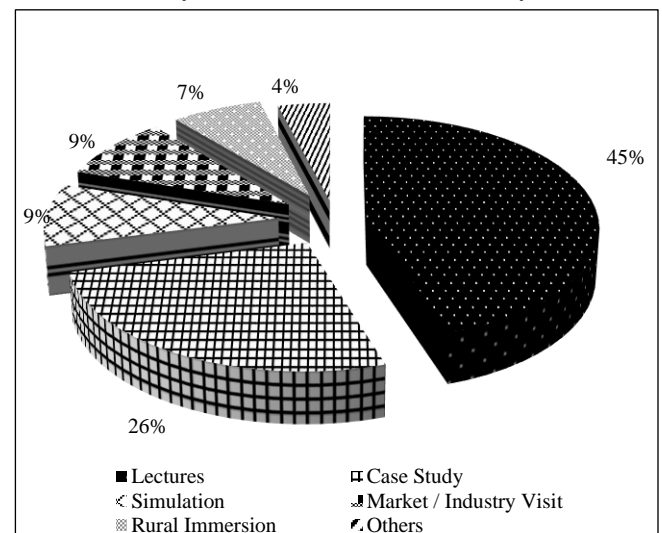 4%
7%
9%
45%
9%
26%
Lectures Case Study
Simulation Market / Industry Visit
Rural Immersion Others